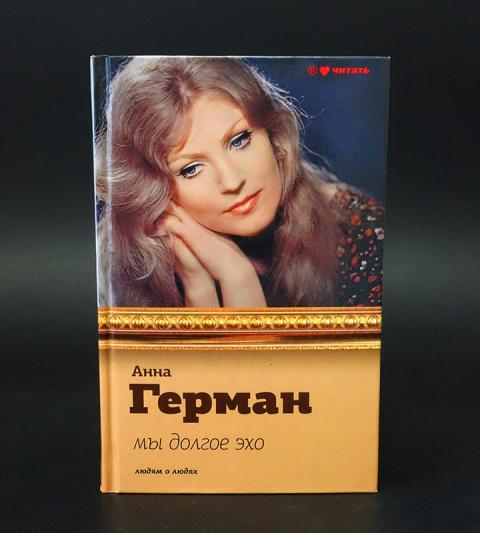 ® ♥ читать
Анна
Герман
мы долгое эхо
людям о людях